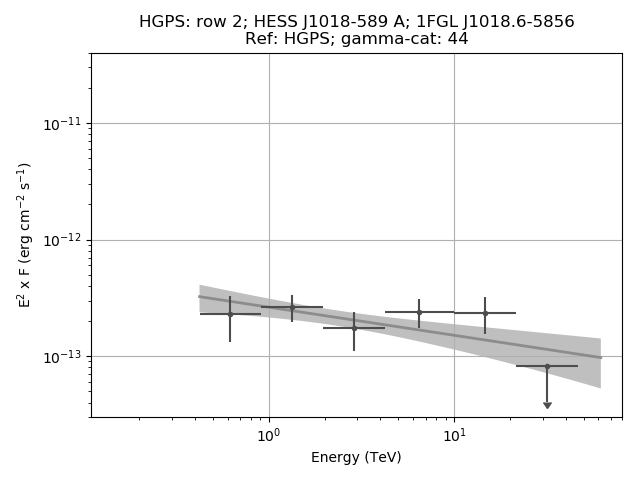 HGPS: row 2; HESS J1018-589 A; 1FGL J1018.6-5856
Ref: HGPS; gamma-cat: 44
E² x F (erg cm⁻² s⁻¹)
10⁻¹¹
10⁻¹²
10⁻¹³
10⁰ 10¹
Energy (TeV)